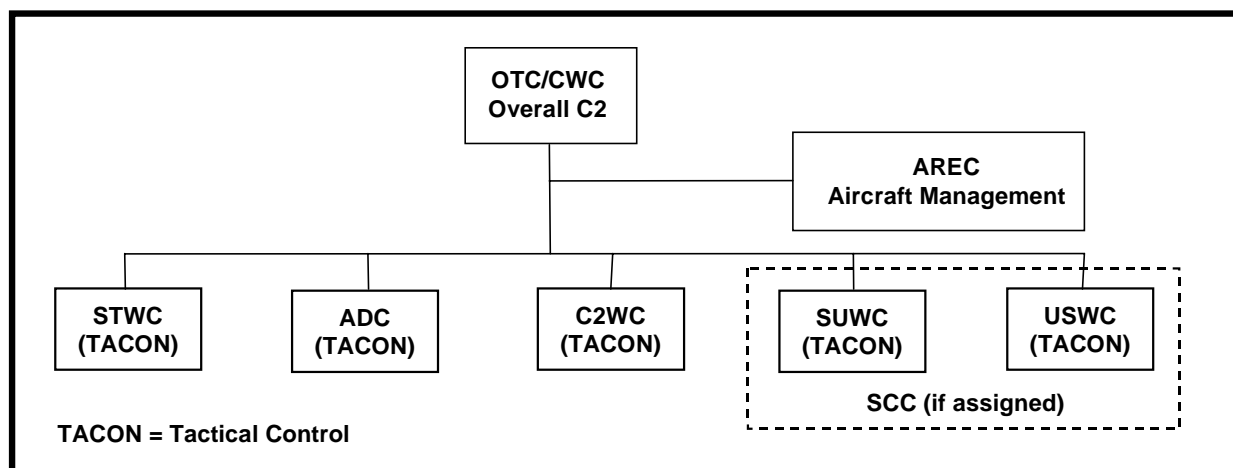 OTC/CWC
Overall C2
AREC
Aircraft Management
STWC
(TACON)
ADC
(TACON)
C2WC
(TACON)
SUWC
(TACON)
USWC
(TACON)
SCC (if assigned)
TACON = Tactical Control